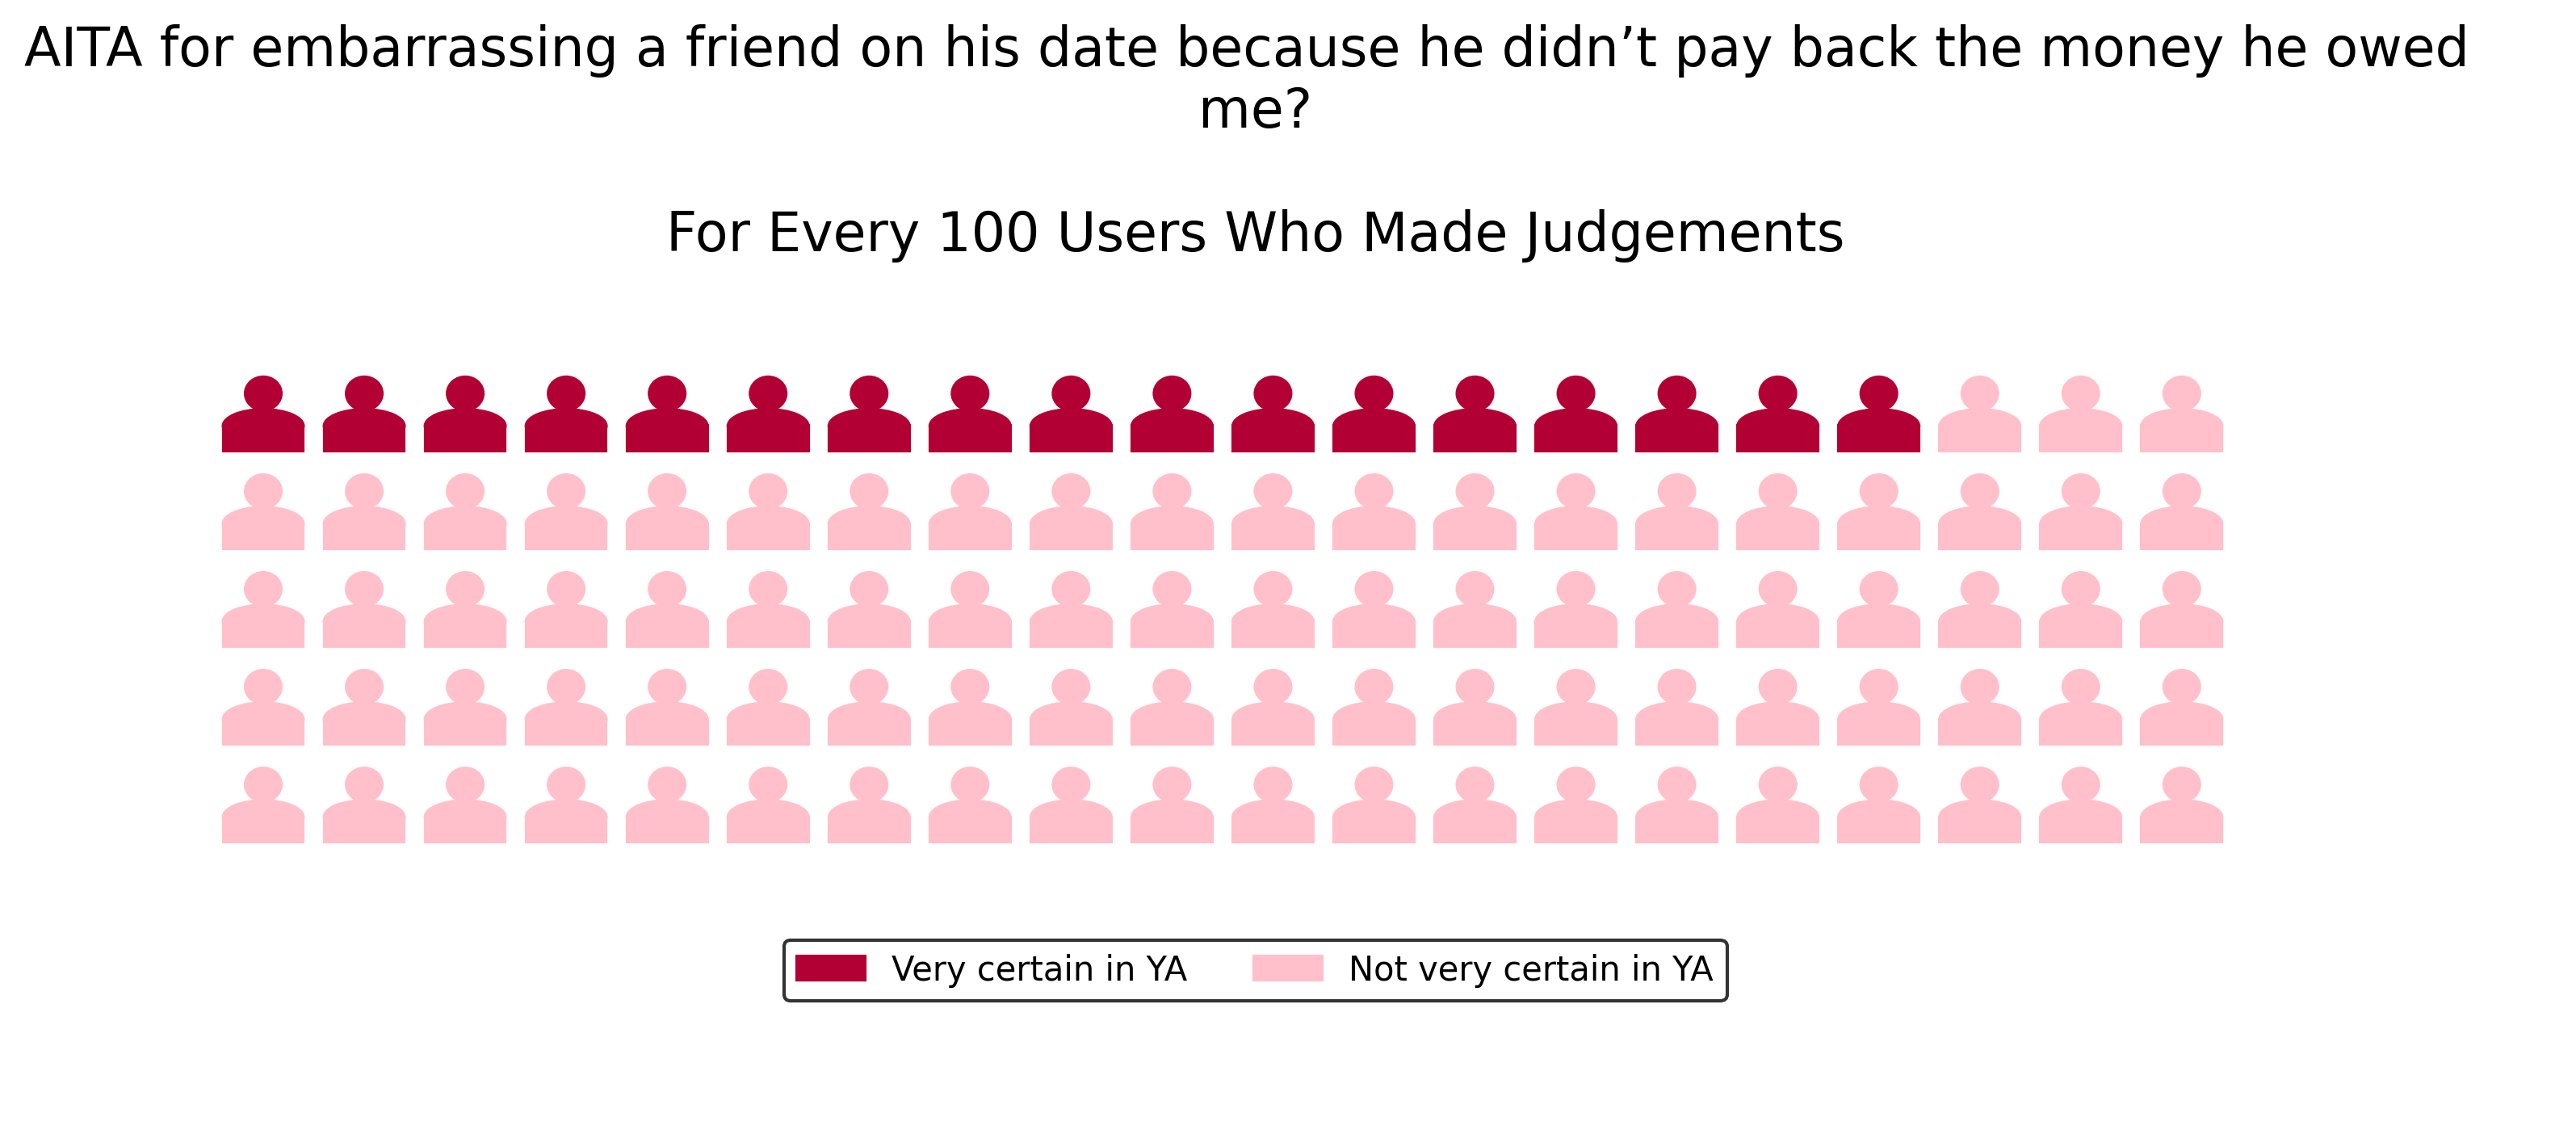 AITA for embarrassing a friend on his date because he didn’t pay back the money he owed
me?
For Every 100 Users Who Made Judgements
Very certain in YA
Not very certain in YA